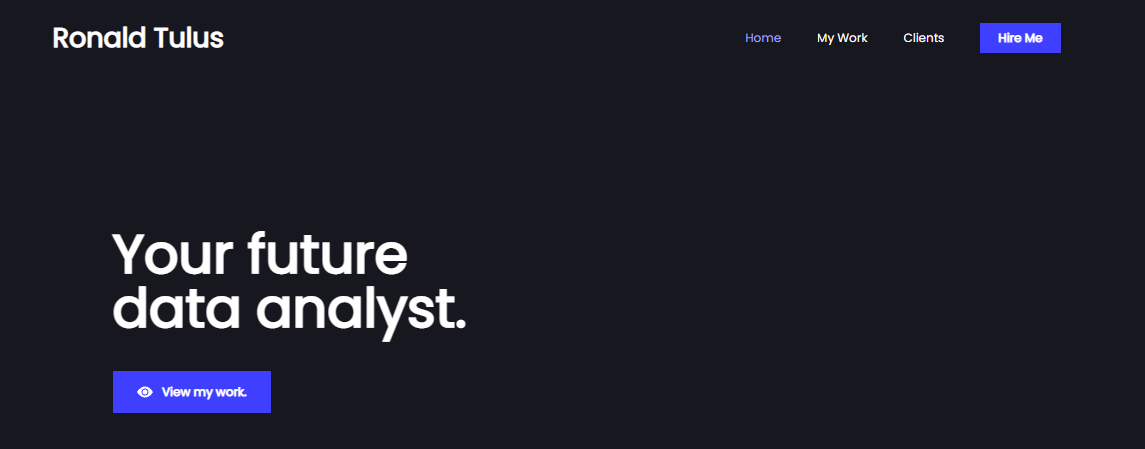 Ronald Tulus
Home My Work Clients Hire Me
Your future
data analyst.
View my work.